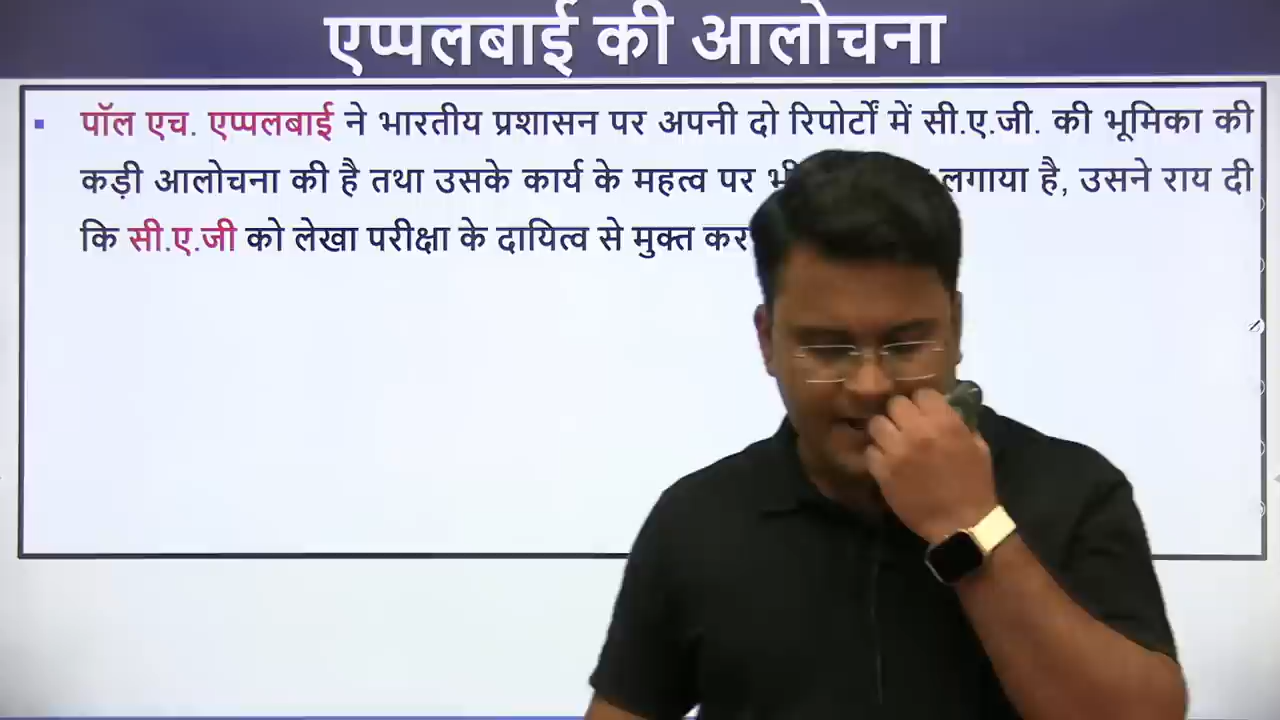 एप्पलबाई की आलोचना
पॉल एच. एप्पलबाई ने भारतीय प्रशासन पर अपनी दो रिपोर्टों में सी.ए.जी. की भूमिका की
कड़ी आलोचना की है तथा उसके कार्य के महत्व पर लगाया है, उसने राय दी
कि सी.ए.जी को लेखा परीक्षा के दायित्व से मुक्त